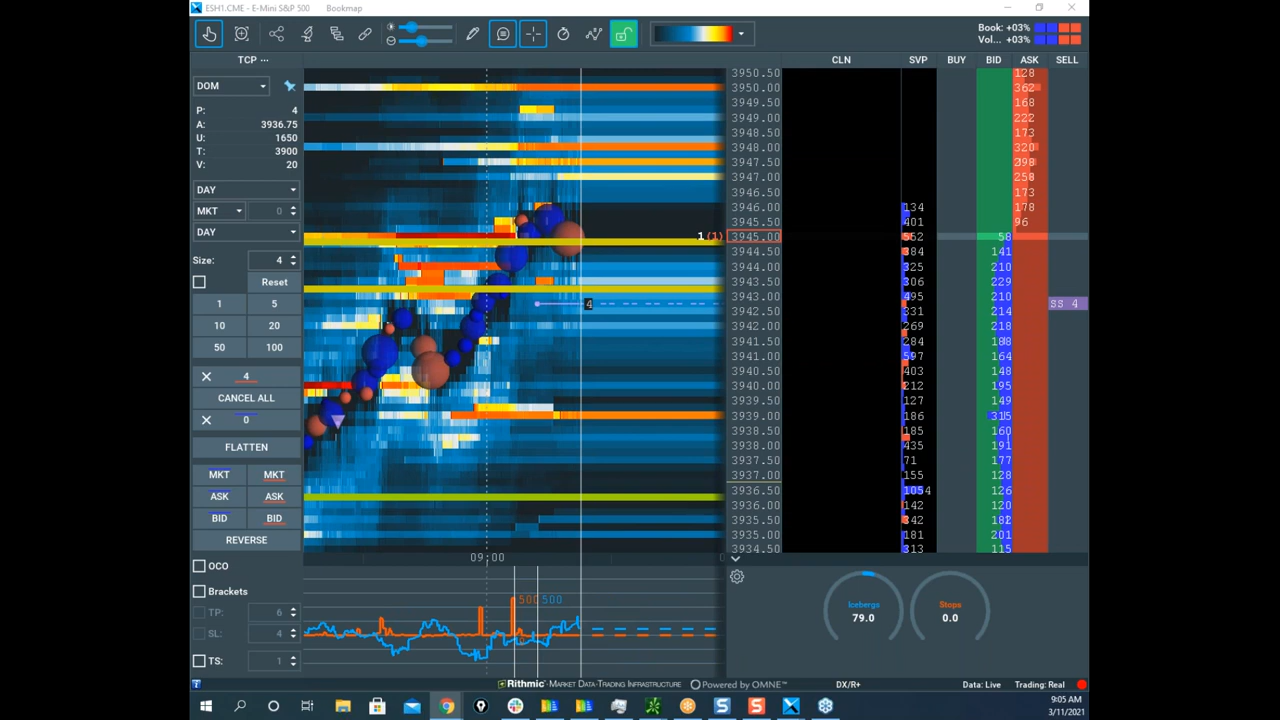 ESH1.CME - E-Mini S&P 500 Bookmap
Book: +03%
Vol... +03%
TCP ...
DOM
P: 4
A: 3936.75
U: 1650
T: 3900
V: 20
DAY
MKT 0
DAY
Size: 4
Reset
1 5
10 20
50 100
4
CANCEL ALL
0
FLATTEN
MKT MKT
ASK ASK
BID BID
REVERSE
OCO
Brackets
TP: 6
SL: 4
TS: 1
1 (1)
4
09:00
500 500
CLN SVP BUY BID ASK SELL
3950.50 128
3950.00 362
3949.50 168
3949.00 222
3948.50 173
3948.00 320
3947.50 298
3947.00 258
3946.50 173
3946.00 134 178
3945.50 401 96
3945.00 552 58
3944.50 384 141
3944.00 325 210
3943.50 306 229
3943.00 495 210
3942.50 331 214
3942.00 269 218
3941.50 284 188
3941.00 597 164
3940.50 403 148
3940.00 212 195
3939.50 127 149
3939.00 186 315
3938.50 185 160
3938.00 435 191
3937.50 71 177
3937.00 155 128
3936.50 1054 126
3936.00 142 120
3935.50 342 182
3935.00 181 201
3934.50 313 115
SS 4
Icebergs
79.0
Stops
0.0
Rithmic - Market Data - Trading Infrastructure
Powered by OMNE™
DX/R+
Data: Live
Trading: Real
9:05 AM
3/11/2021